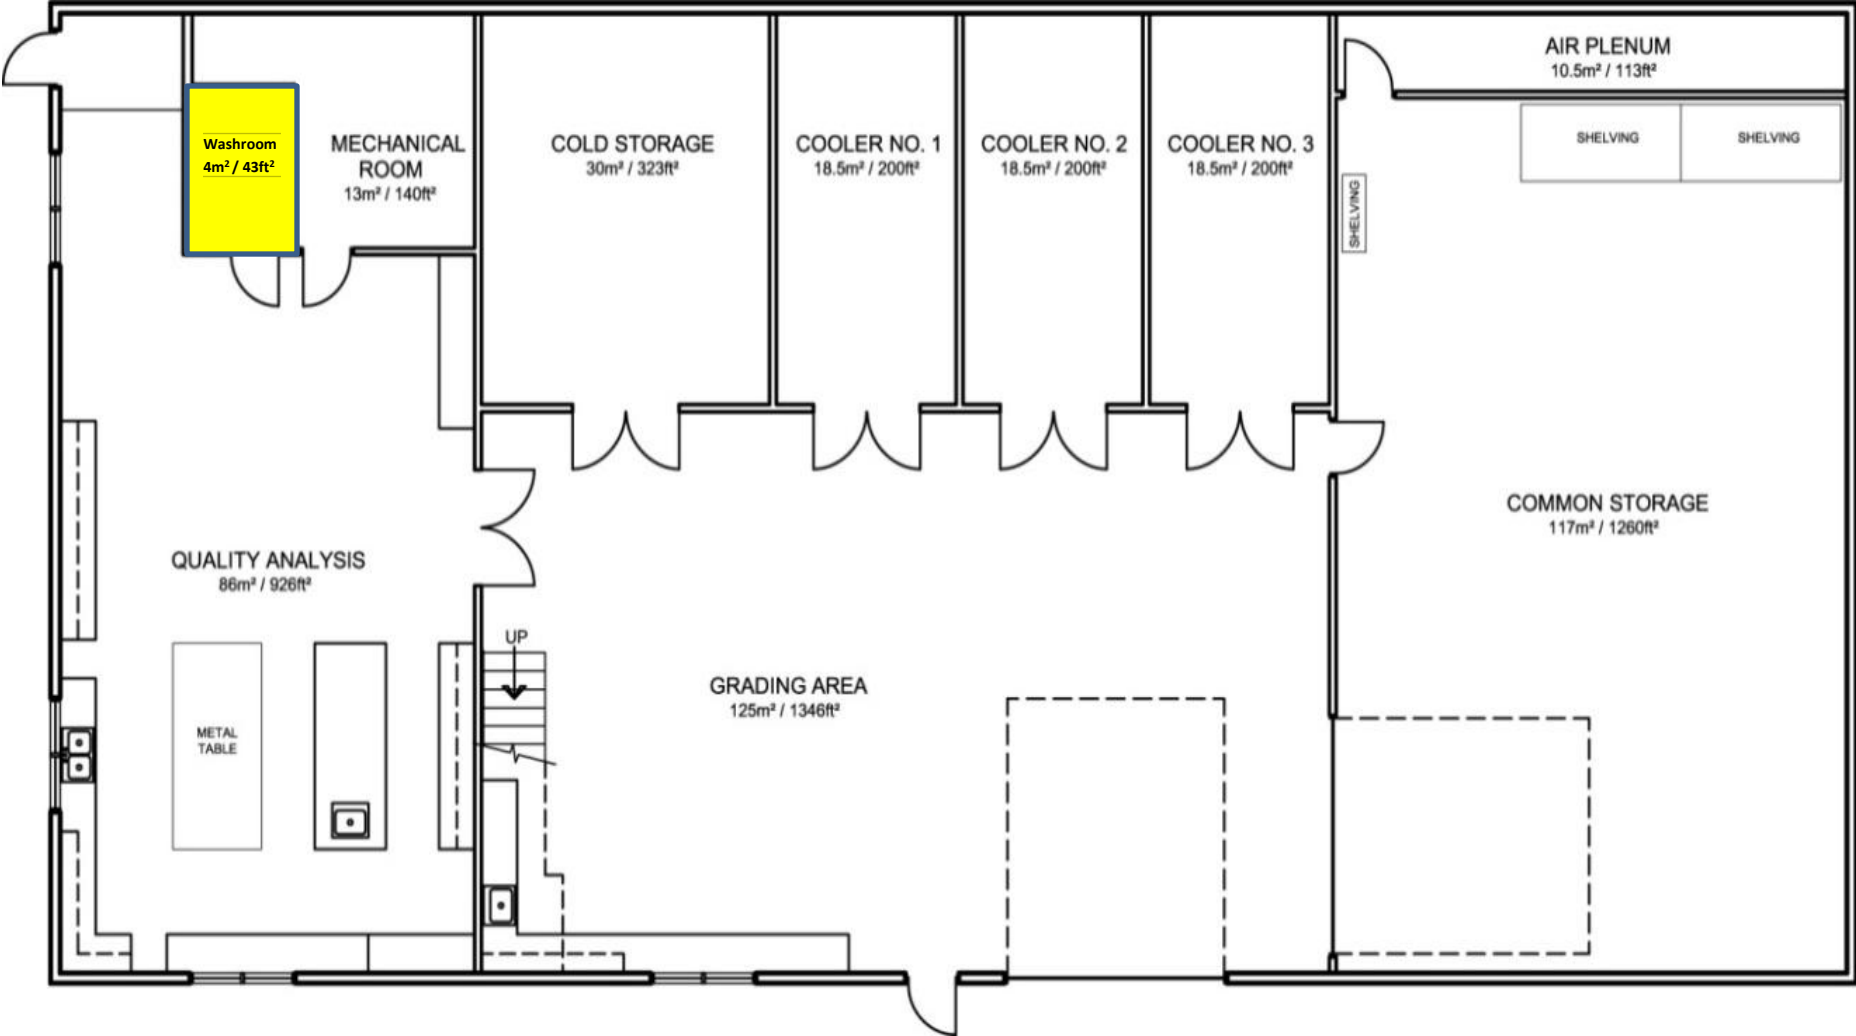 AIR PLENUM
10.5m² / 113ft²
SHELVING
SHELVING
SHELVING
Washroom
4m² / 43ft²
MECHANICAL
ROOM
13m² / 140ft²
COLD STORAGE
30m² / 323ft²
COOLER NO. 1
18.5m² / 200ft²
COOLER NO. 2
18.5m² / 200ft²
COOLER NO. 3
18.5m² / 200ft²
COMMON STORAGE
117m² / 1260ft²
QUALITY ANALYSIS
86m² / 926ft²
UP
GRADING AREA
125m² / 1346ft²
METAL
TABLE